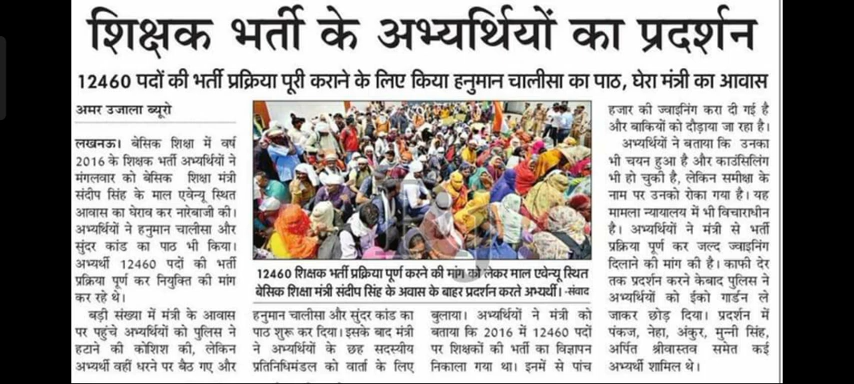 शिक्षक भर्ती के अभ्यर्थियों का प्रदर्शन
12460 पदों की भर्ती प्रक्रिया पूरी कराने के लिए किया हनुमान चालीसा का पाठ, घेरा मंत्री का आवास
अमर उजाला ब्यूरो
लखनऊ। बेसिक शिक्षा में वर्ष
2016 के शिक्षक भर्ती अभ्यर्थियों ने
मंगलवार को बेसिक शिक्षा मंत्री
संदीप सिंह के माल एवेन्यू स्थित
आवास का घेराव कर नारेबाजी की।
अभ्यर्थियों ने हनुमान चालीसा और
सुंदर कांड का पाठ भी किया।
अभ्यर्थी 12460 पदों की भर्ती
प्रक्रिया पूर्ण कर नियुक्ति की मांग
कर रहे थे।
बड़ी संख्या में मंत्री के आवास
पर पहुंचे अभ्यर्थियों को पुलिस ने
हटाने की कोशिश की, लेकिन
अभ्यर्थी वहीं धरने पर बैठ गए और
12460 शिक्षक भर्ती प्रक्रिया पूर्ण करने की मांग को लेकर माल एवेन्यू स्थित
बेसिक शिक्षा मंत्री संदीप सिंह के अवास के बाहर प्रदर्शन करते अभ्यर्थी। -संवाद
हनुमान चालीसा और सुंदर कांड का
पाठ शुरू कर दिया। इसके बाद मंत्री
ने अभ्यर्थियों के छह सदस्यीय
प्रतिनिधिमंडल को वार्ता के लिए
बुलाया। अभ्यर्थियों ने मंत्री को
बताया कि 2016 में 12460 पदों
पर शिक्षकों की भर्ती का विज्ञापन
निकाला गया था। इनमें से पांच
हजार की ज्वाइनिंग करा दी गई है
और बाकियों को दौड़ाया जा रहा है।
अभ्यर्थियों ने बताया कि उनका
भी चयन हुआ है और काउंसिलिंग
भी हो चुकी है, लेकिन समीक्षा के
नाम पर उनको रोका गया है। यह
मामला न्यायालय में भी विचाराधीन
है। अभ्यर्थियों ने मंत्री से भर्ती
प्रक्रिया पूर्ण कर जल्द ज्वाइनिंग
दिलाने की मांग की है। काफी देर
तक प्रदर्शन करने केबाद पुलिस ने
अभ्यर्थियों को ईको गार्डन ले
जाकर छोड़ दिया। प्रदर्शन में
पंकज, नेहा, अंकुर, मुन्नी सिंह,
अर्पित श्रीवास्तव समेत कई
अभ्यर्थी शामिल थे।